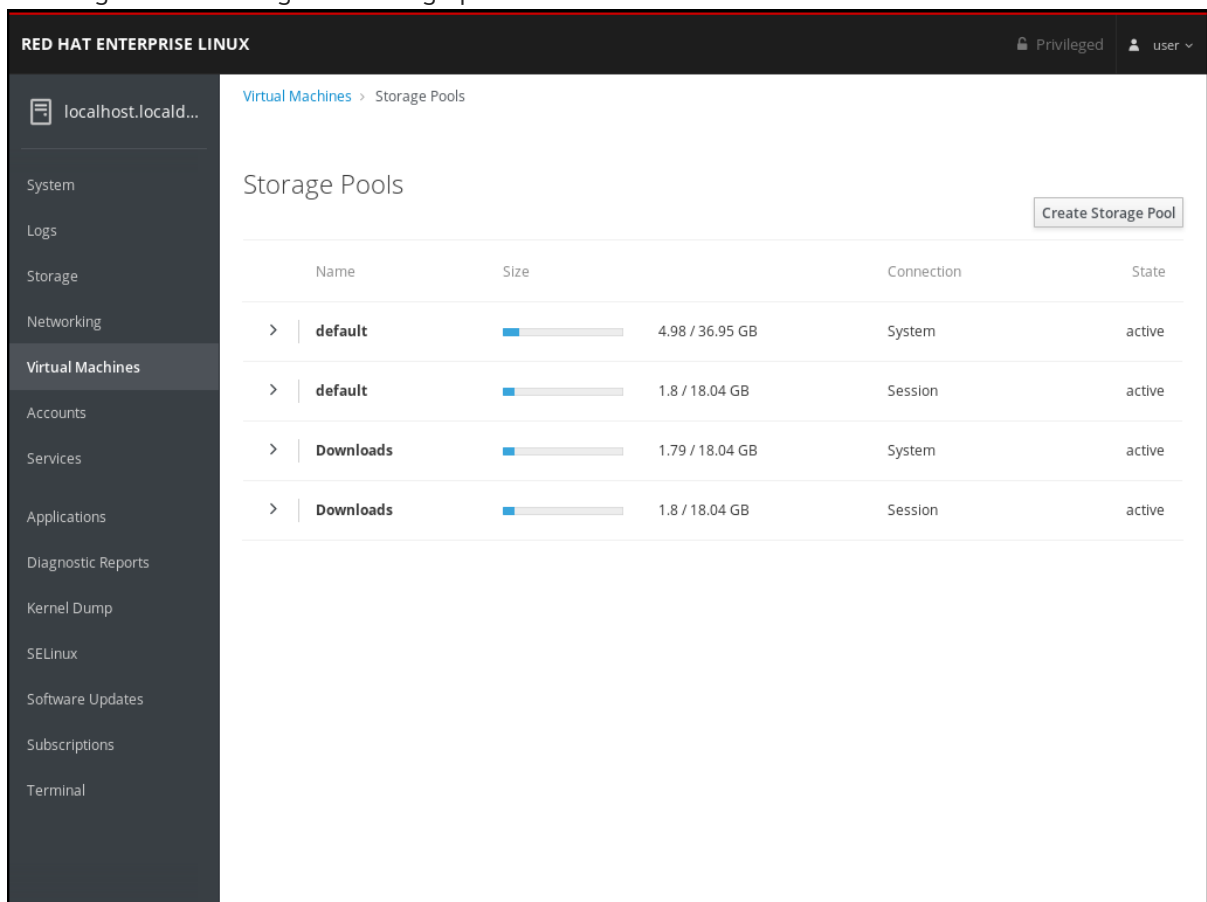 RED HAT ENTERPRISE LINUX
Privileged
user
localhost.locald...
Virtual Machines > Storage Pools
System
Logs
Storage
Networking
Virtual Machines
Accounts
Services
Applications
Diagnostic Reports
Kernel Dump
SELinux
Software Updates
Subscriptions
Terminal
Storage Pools
Create Storage Pool
Name Size Connection State
default 4.98 / 36.95 GB System active
default 1.8 / 18.04 GB Session active
Downloads 1.79 / 18.04 GB System active
Downloads 1.8 / 18.04 GB Session active